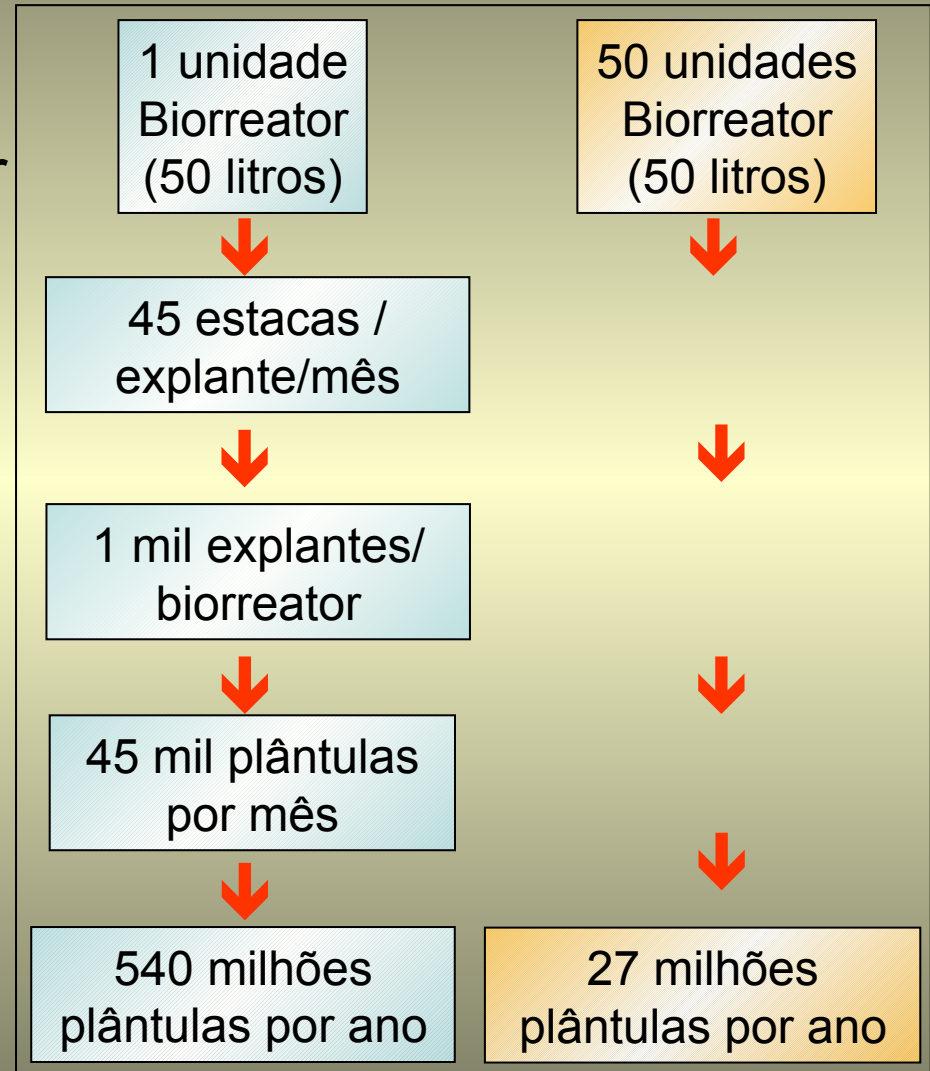 1 unidade
Biorreator
(50 litros)
45 estacas /
explante/mês
1 mil explantes/
biorreator
45 mil plântulas
por mês
540 milhões
plântulas por ano
50 unidades
Biorreator
(50 litros)
27 milhões
plântulas por ano